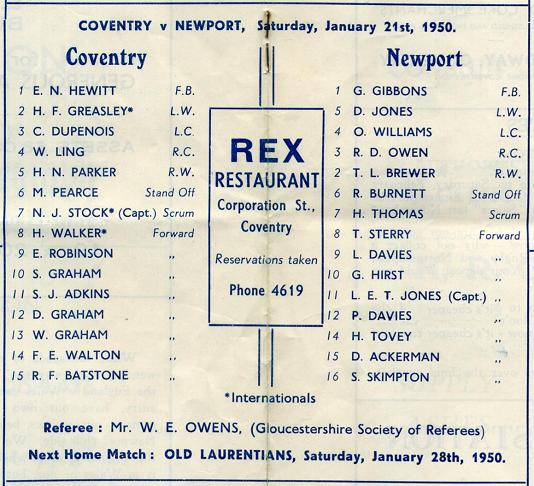 COVENTRY v NEWPORT, Saturday, January 21st, 1950.
Coventry
1 E. N. HEWITT F.B.
2 H. F. GREASLEY* L.W.
3 C. DUPENOIS L.C.
4 W. LING R.C.
5 H. N. PARKER R.W.
6 M. PEARCE Stand Off
7 N. J. STOCK* (Capt.) Scrum
8 H. WALKER* Forward
9 E. ROBINSON ,,
10 S. GRAHAM ,,
11 S. J. ADKINS ,,
12 D. GRAHAM ,,
13 W. GRAHAM ,,
14 F. E. WALTON ,,
15 R. F. BATSTONE ,,
REX
RESTAURANT
Corporation St.,
Coventry
Reservations taken
Phone 4619
Newport
1 G. GIBBONS F.B.
5 D. JONES L.W.
4 O. WILLIAMS L.C.
3 R. D. OWEN R.C.
2 T. L. BREWER R.W.
6 R. BURNETT Stand Off
7 H. THOMAS Scrum
8 T. STERRY Forward
9 L. DAVIES ,,
10 G. HIRST ,,
11 L. E. T. JONES (Capt.) ,,
12 P. DAVIES ,,
14 H. TOVEY ,,
15 D. ACKERMAN ,,
16 S. SKIMPTON ,,
*Internationals
Referee : Mr. W. E. OWENS, (Gloucestershire Society of Referees)
Next Home Match : OLD LAURENTIANS, Saturday, January 28th, 1950.